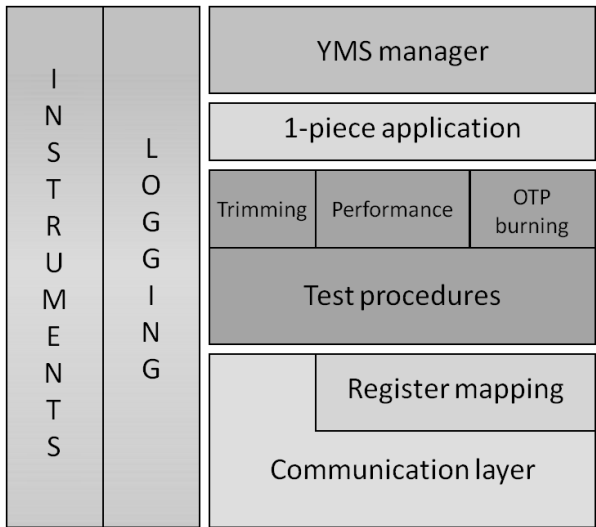 INSTRUMENTS
LOGGING
YMS manager
1-piece application
Trimming
Performance
OTP
burning
Test procedures
Register mapping
Communication layer